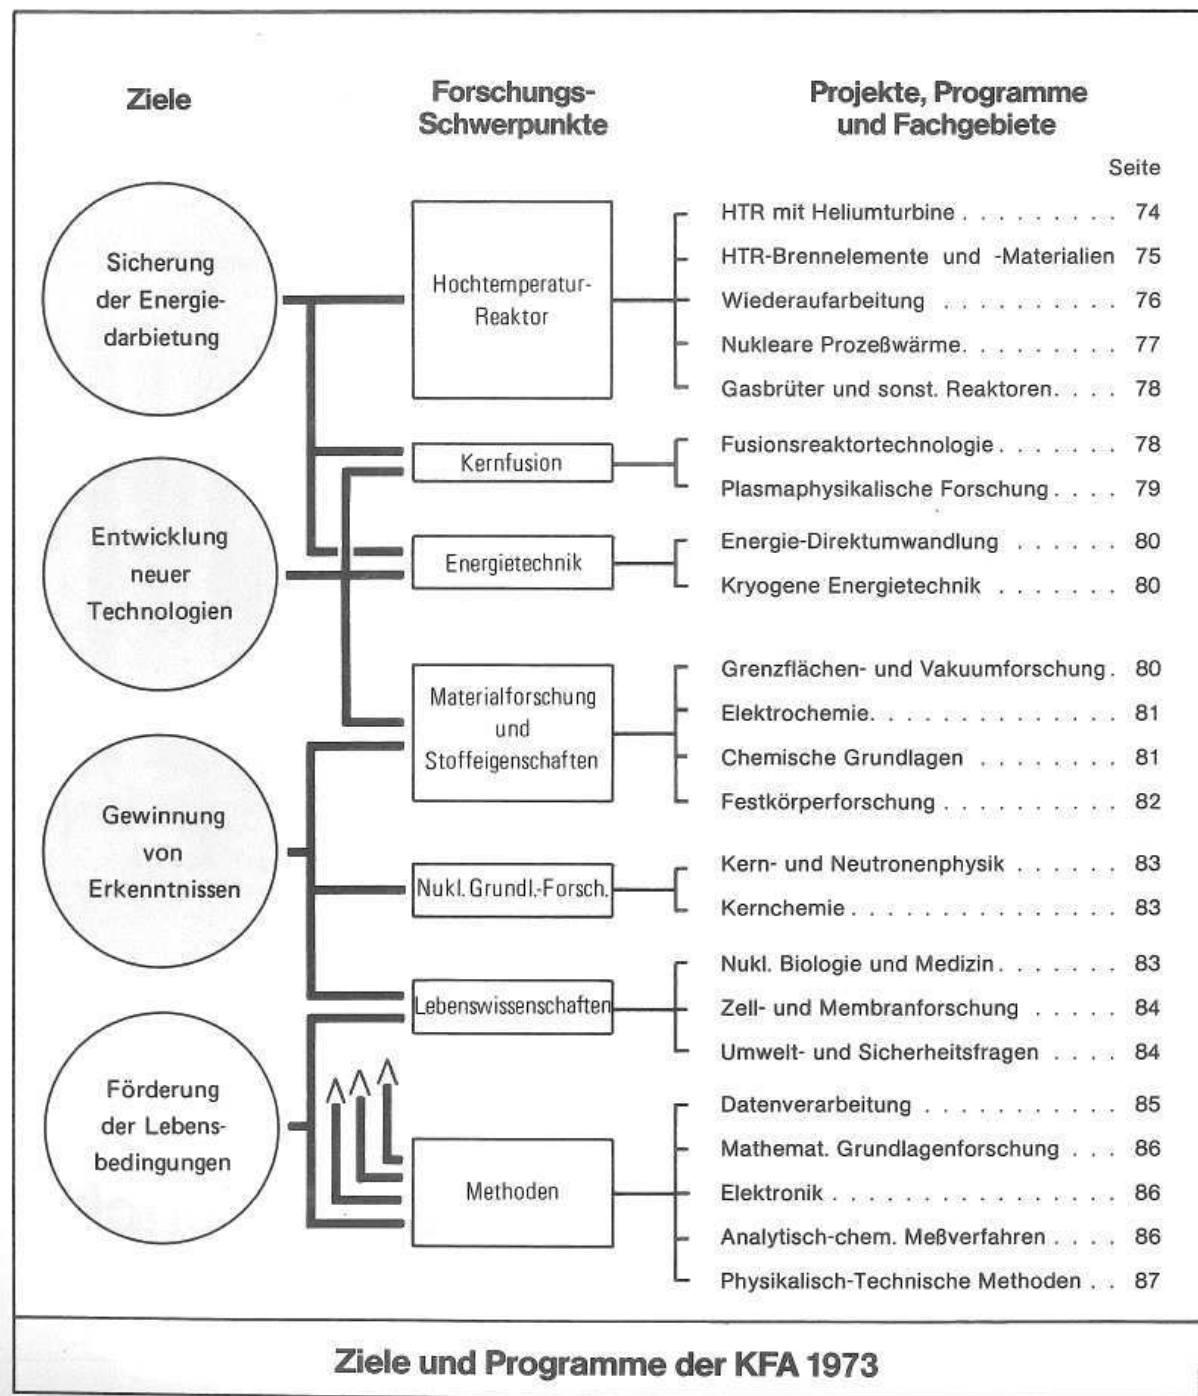 Ziele
Forschungs-
Schwerpunkte
Projekte, Programme
und Fachgebiete
Seite
Sicherung
der Energie-
darbietung
Entwicklung
neuer
Technologien
Gewinnung
von
Erkenntnissen
Förderung
der Lebens-
bedingungen
Hochtemperatur-
Reaktor
Kernfusion
Energietechnik
Materialforschung
und
Stoffeigenschaften
Nukl. Grundl.-Forsch.
Lebenswissenschaften
Methoden
HTR mit Heliumturbine . . . . . . . . . 74
HTR-Brennelemente und -Materialien 75
Wiederaufarbeitung . . . . . . . . . 76
Nukleare Prozeßwärme. . . . . . . . . 77
Gasbrüter und sonst. Reaktoren. . . . 78
Fusionsreaktortechnologie . . . . . . . 78
Plasmaphysikalische Forschung . . . . 79
Energie-Direktumwandlung . . . . . . 80
Kryogene Energietechnik . . . . . . . 80
Grenzflächen- und Vakuumforschung . 80
Elektrochemie. . . . . . . . . . . . . . 81
Chemische Grundlagen . . . . . . . . 81
Festkörperforschung . . . . . . . . . . 82
Kern- und Neutronenphysik . . . . . . 83
Kernchemie . . . . . . . . . . . . . . . 83
Nukl. Biologie und Medizin . . . . . . . 83
Zell- und Membranforschung . . . . . 84
Umwelt- und Sicherheitsfragen . . . . 84
Datenverarbeitung . . . . . . . . . . . 85
Mathemat. Grundlagenforschung . . . 86
Elektronik . . . . . . . . . . . . . . . . 86
Analytisch-chem. Meßverfahren . . . . 86
Physikalisch-Technische Methoden . . 87
Ziele und Programme der KFA 1973